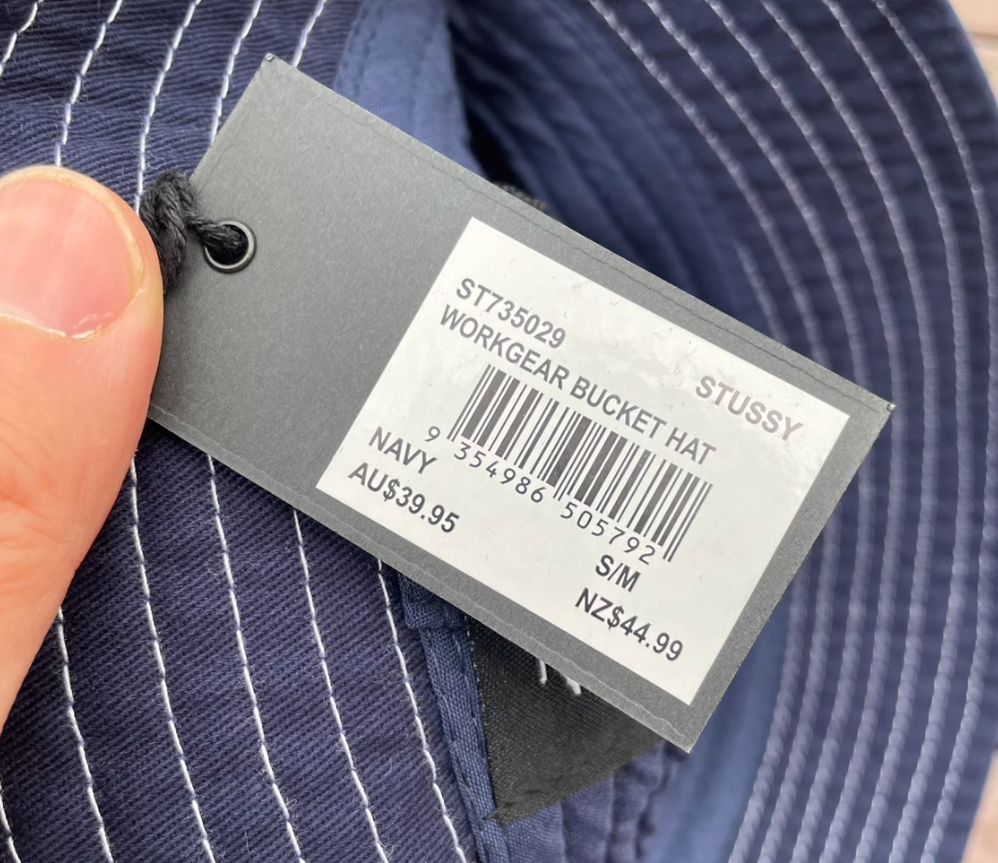 ST735029
WORKGEAR BUCKET HAT
STUSSY
9 354986 505792
NAVY
S/M
AU$39.95
NZ$44.99